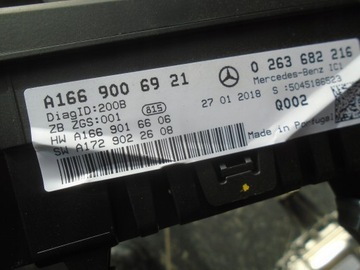 A166 900 69 21
DiagID:200B
ZB ZGS:001 815
HW A166 901 66 06
SW A172 902 26 08
27 01 2018
0 263 682 216
Mercedes-Benz IC1
S :5045186523
Q002
Made in Portugal